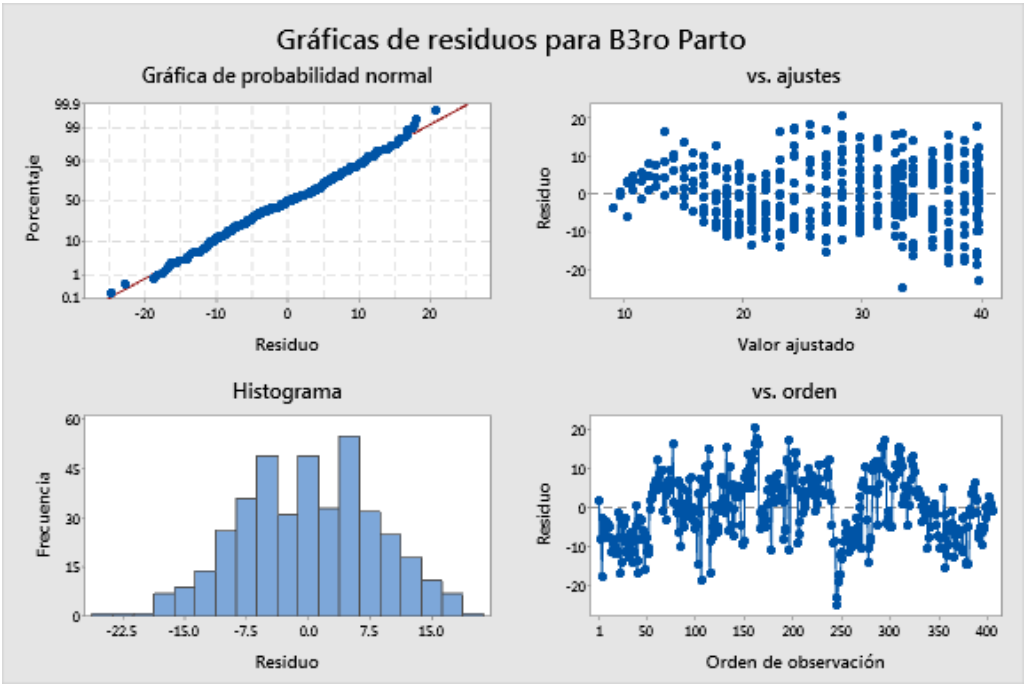 Gráficas de residuos para B3ro Parto
Gráfica de probabilidad normal
99.9
99
90
50
10
1
0.1
Porcentaje
-20 -10 0 10 20
Residuo
vs. ajustes
20
10
0
-10
-20
Residuo
10 20 30 40
Valor ajustado
Histograma
60
45
30
15
0
Frecuencia
-22.5 -15.0 -7.5 0.0 7.5 15.0
Residuo
vs. orden
20
10
0
-10
-20
Residuo
1 50 100 150 200 250 300 350 400
Orden de observación